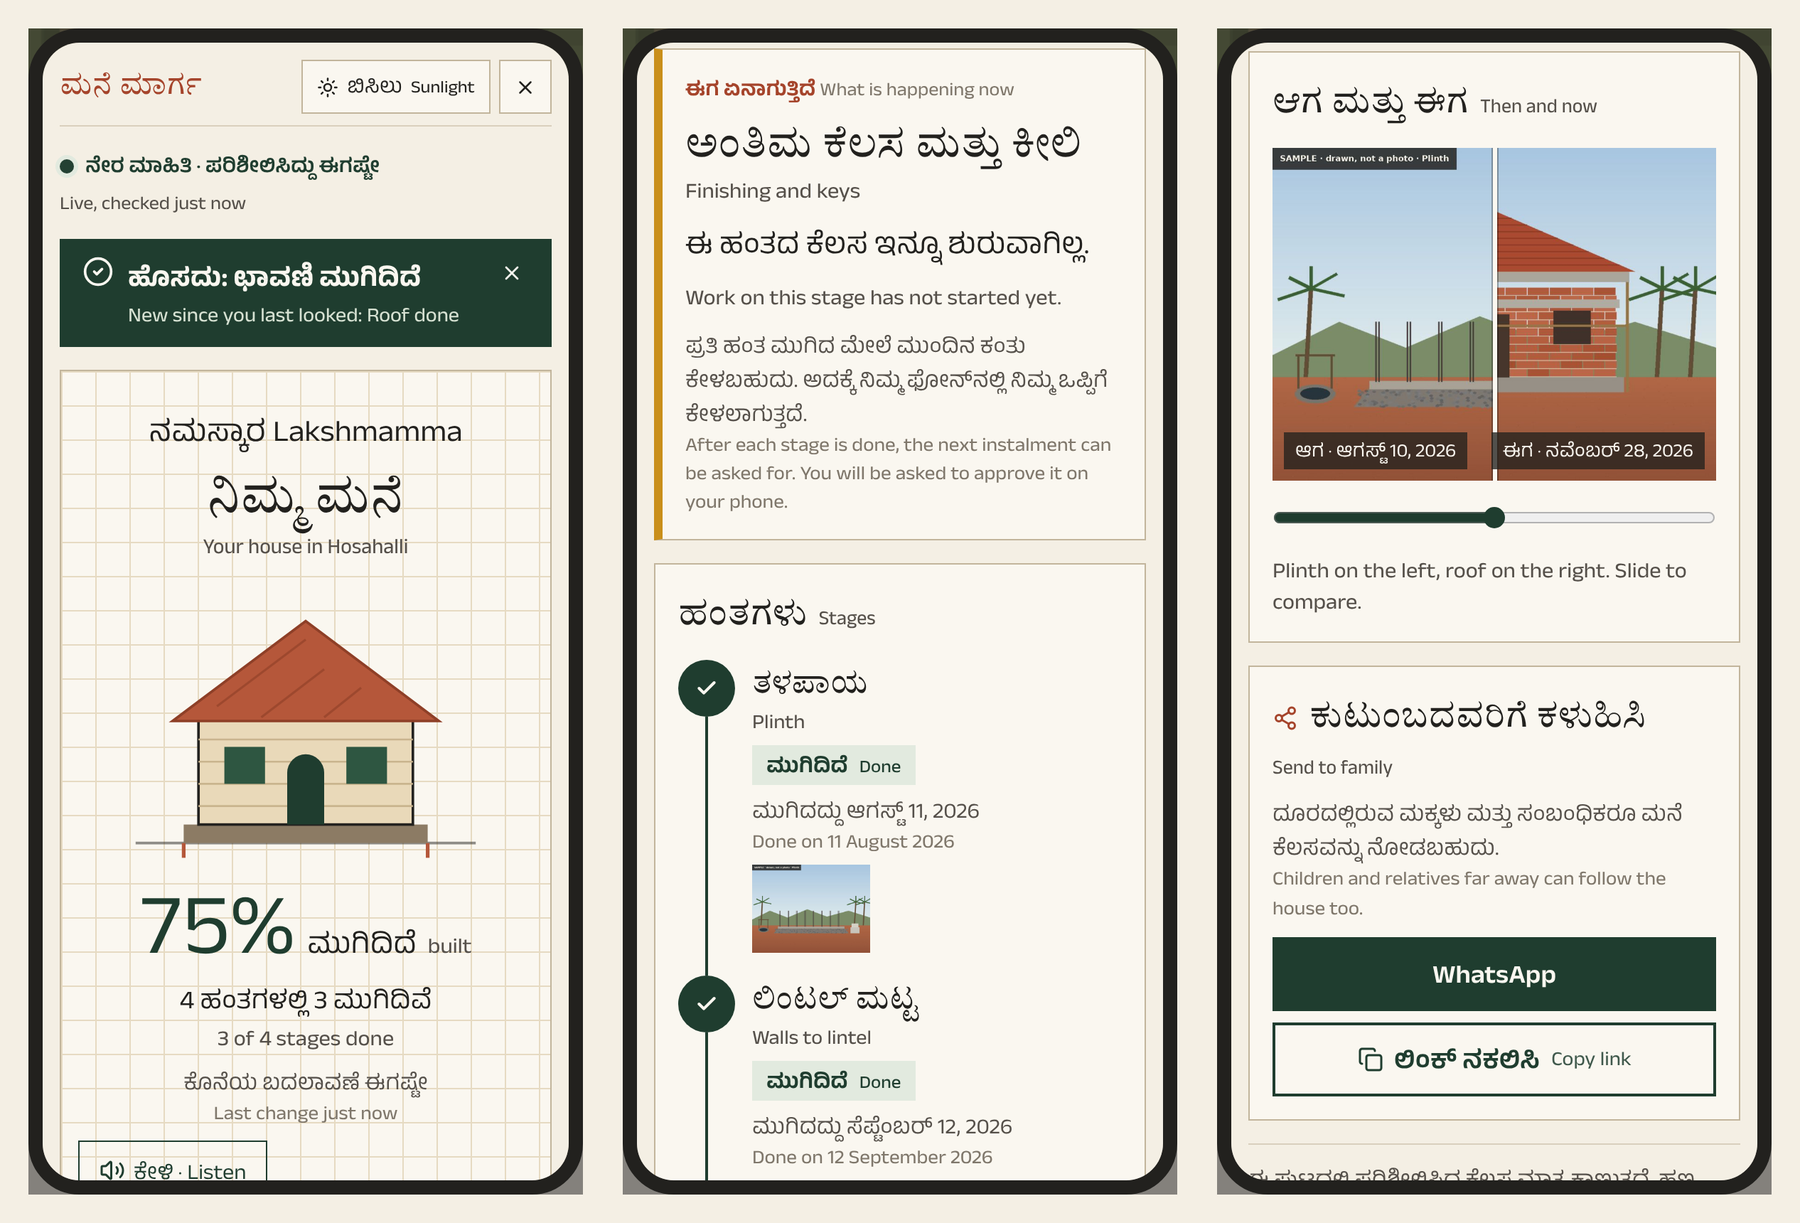 ಮನೆ ಮಾರ್ಗ
ಬಿಸಿಲು Sunlight
ನೇರ ಮಾಹಿತಿ · ಪರಿಶೀಲಿಸಿದ್ದು ಈಗಷ್ಟೇ
Live, checked just now
ಹೊಸದು: ಛಾವಣಿ ಮುಗಿದಿದೆ
New since you last looked: Roof done
ನಮಸ್ಕಾರ Lakshmamma
ನಿಮ್ಮ ಮನೆ
Your house in Hosahalli
75% ಮುಗಿದಿದೆ built
4 ಹಂತಗಳಲ್ಲಿ 3 ಮುಗಿದಿವೆ
3 of 4 stages done
ಕೊನೆಯ ಬದಲಾವಣೆ ಈಗಷ್ಟೇ
Last change just now
ಕೇಳಿ · Listen
ಈಗ ಏನಾಗುತ್ತಿದೆ What is happening now
ಅಂತಿಮ ಕೆಲಸ ಮತ್ತು ಕೀಲಿ
Finishing and keys
ಈ ಹಂತದ ಕೆಲಸ ಇನ್ನೂ ಶುರುವಾಗಿಲ್ಲ.
Work on this stage has not started yet.
ಪ್ರತಿ ಹಂತ ಮುಗಿದ ಮೇಲೆ ಮುಂದಿನ ಕಂತು
ಕೇಳಬಹುದು. ಅದಕ್ಕೆ ನಿಮ್ಮ ಫೋನ್‌ನಲ್ಲಿ ನಿಮ್ಮ ಒಪ್ಪಿಗೆ
ಕೇಳಲಾಗುತ್ತದೆ.
After each stage is done, the next instalment can
be asked for. You will be asked to approve it on
your phone.
ಹಂತಗಳು Stages
ತಳಪಾಯ
Plinth
ಮುಗಿದಿದೆ Done
ಮುಗಿದದ್ದು ಆಗಸ್ಟ್ 11, 2026
Done on 11 August 2026
ಲಿಂಟಲ್ ಮಟ್ಟ
Walls to lintel
ಮುಗಿದಿದೆ Done
ಮುಗಿದದ್ದು ಸೆಪ್ಟೆಂಬರ್ 12, 2026
Done on 12 September 2026
ಆಗ ಮತ್ತು ಈಗ Then and now
SAMPLE · drawn, not a photo · Plinth
ಆಗ · ಆಗಸ್ಟ್ 10, 2026
ಈಗ · ನವೆಂಬರ್ 28, 2026
Plinth on the left, roof on the right. Slide to
compare.
ಕುಟುಂಬದವರಿಗೆ ಕಳುಹಿಸಿ
Send to family
ದೂರದಲ್ಲಿರುವ ಮಕ್ಕಳು ಮತ್ತು ಸಂಬಂಧಿಕರೂ ಮನೆ
ಕೆಲಸವನ್ನು ನೋಡಬಹುದು.
Children and relatives far away can follow the
house too.
WhatsApp
ಲಿಂಕ್ ನಕಲಿಸಿ Copy link